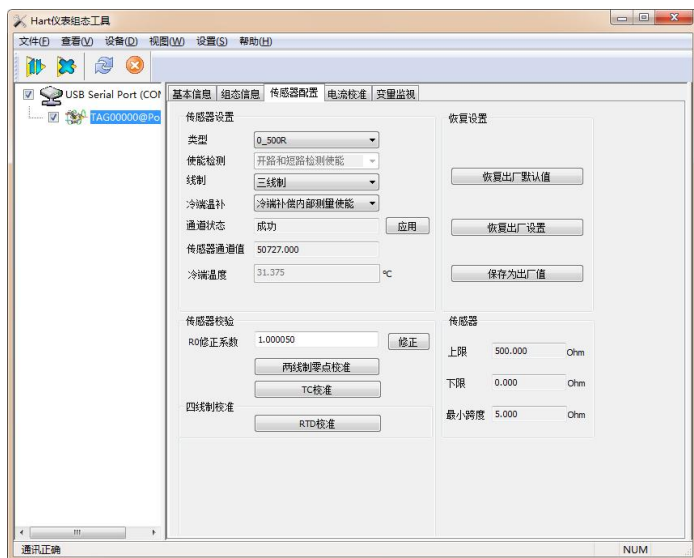 Hart仪表组态工具
文件(F) 查看(V) 设备(D) 视图(W) 设置(S) 帮助(H)
USB Serial Port (CO
TAG00000@Po
基本信息 组态信息 传感器配置 电流校准 变量监视
传感器设置
类型 0_500R
使能检测 开路和短路检测使能
线制 三线制
冷端温补 冷端补偿内部测量使能
通道状态 成功 应用
传感器通道值 50727.000
冷端温度 31.375 ℃
恢复设置
恢复出厂默认值
恢复出厂设置
保存为出厂值
传感器校验
R0修正系数 1.000050 修正
两线制零点校准
TC校准
四线制校准
RTD校准
传感器
上限 500.000 Ohm
下限 0.000 Ohm
最小跨度 5.000 Ohm
通讯正确 NUM